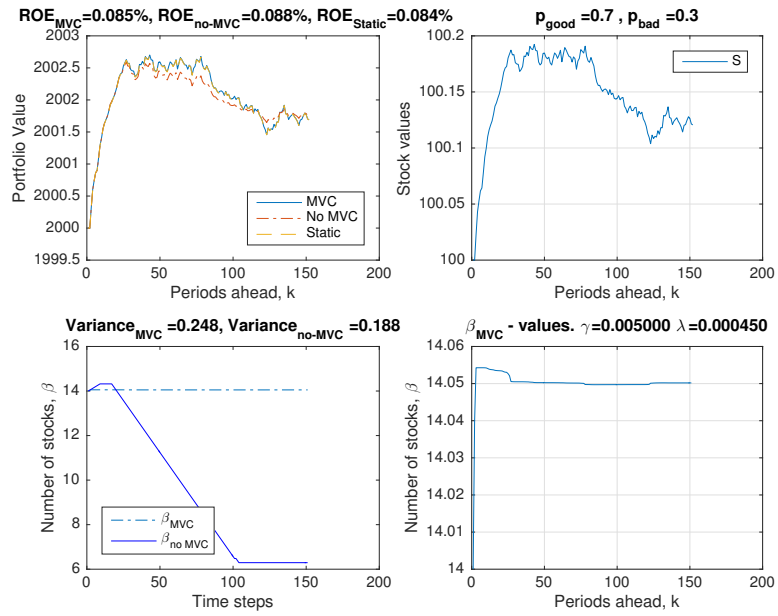 ROE_MVC=0.085%, ROE_no-MVC=0.088%, ROE_Static=0.084%
Portfolio Value
2003
2002.5
2002
2001.5
2001
2000.5
2000
1999.5
MVC
No MVC
Static
0 50 100 150 200
Periods ahead, k
p_good =0.7 , p_bad =0.3
Stock values
100.2
100.15
100.1
100.05
100
S
0 50 100 150 200
Periods ahead, k
Variance_MVC=0.248, Variance_no-MVC=0.188
Number of stocks, β
16
14
12
10
8
6
β_MVC
β_no MVC
0 50 100 150 200
Time steps
β_MVC - values. γ=0.005000 λ=0.000450
Number of stocks, β
14.06
14.05
14.04
14.03
14.02
14.01
14
0 50 100 150 200
Periods ahead, k